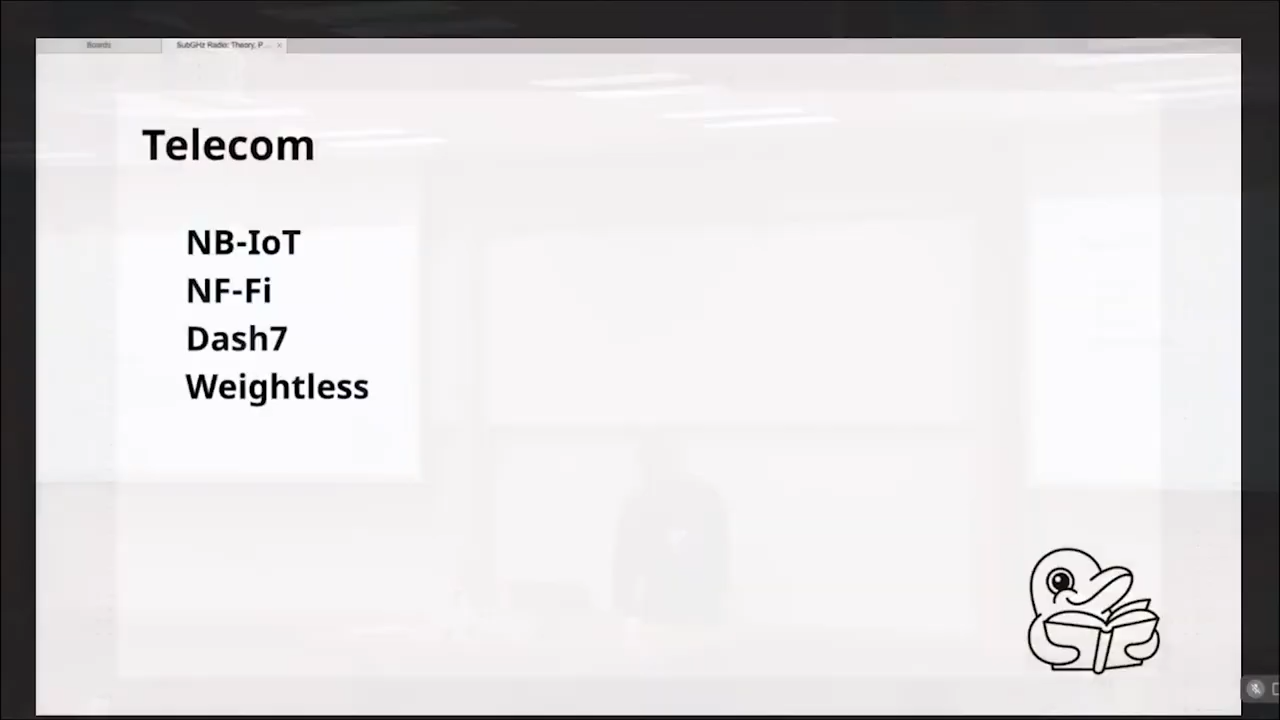 Boards
SubGHz Radio: Theory, P...
Telecom
NB-IoT
NF-Fi
Dash7
Weightless